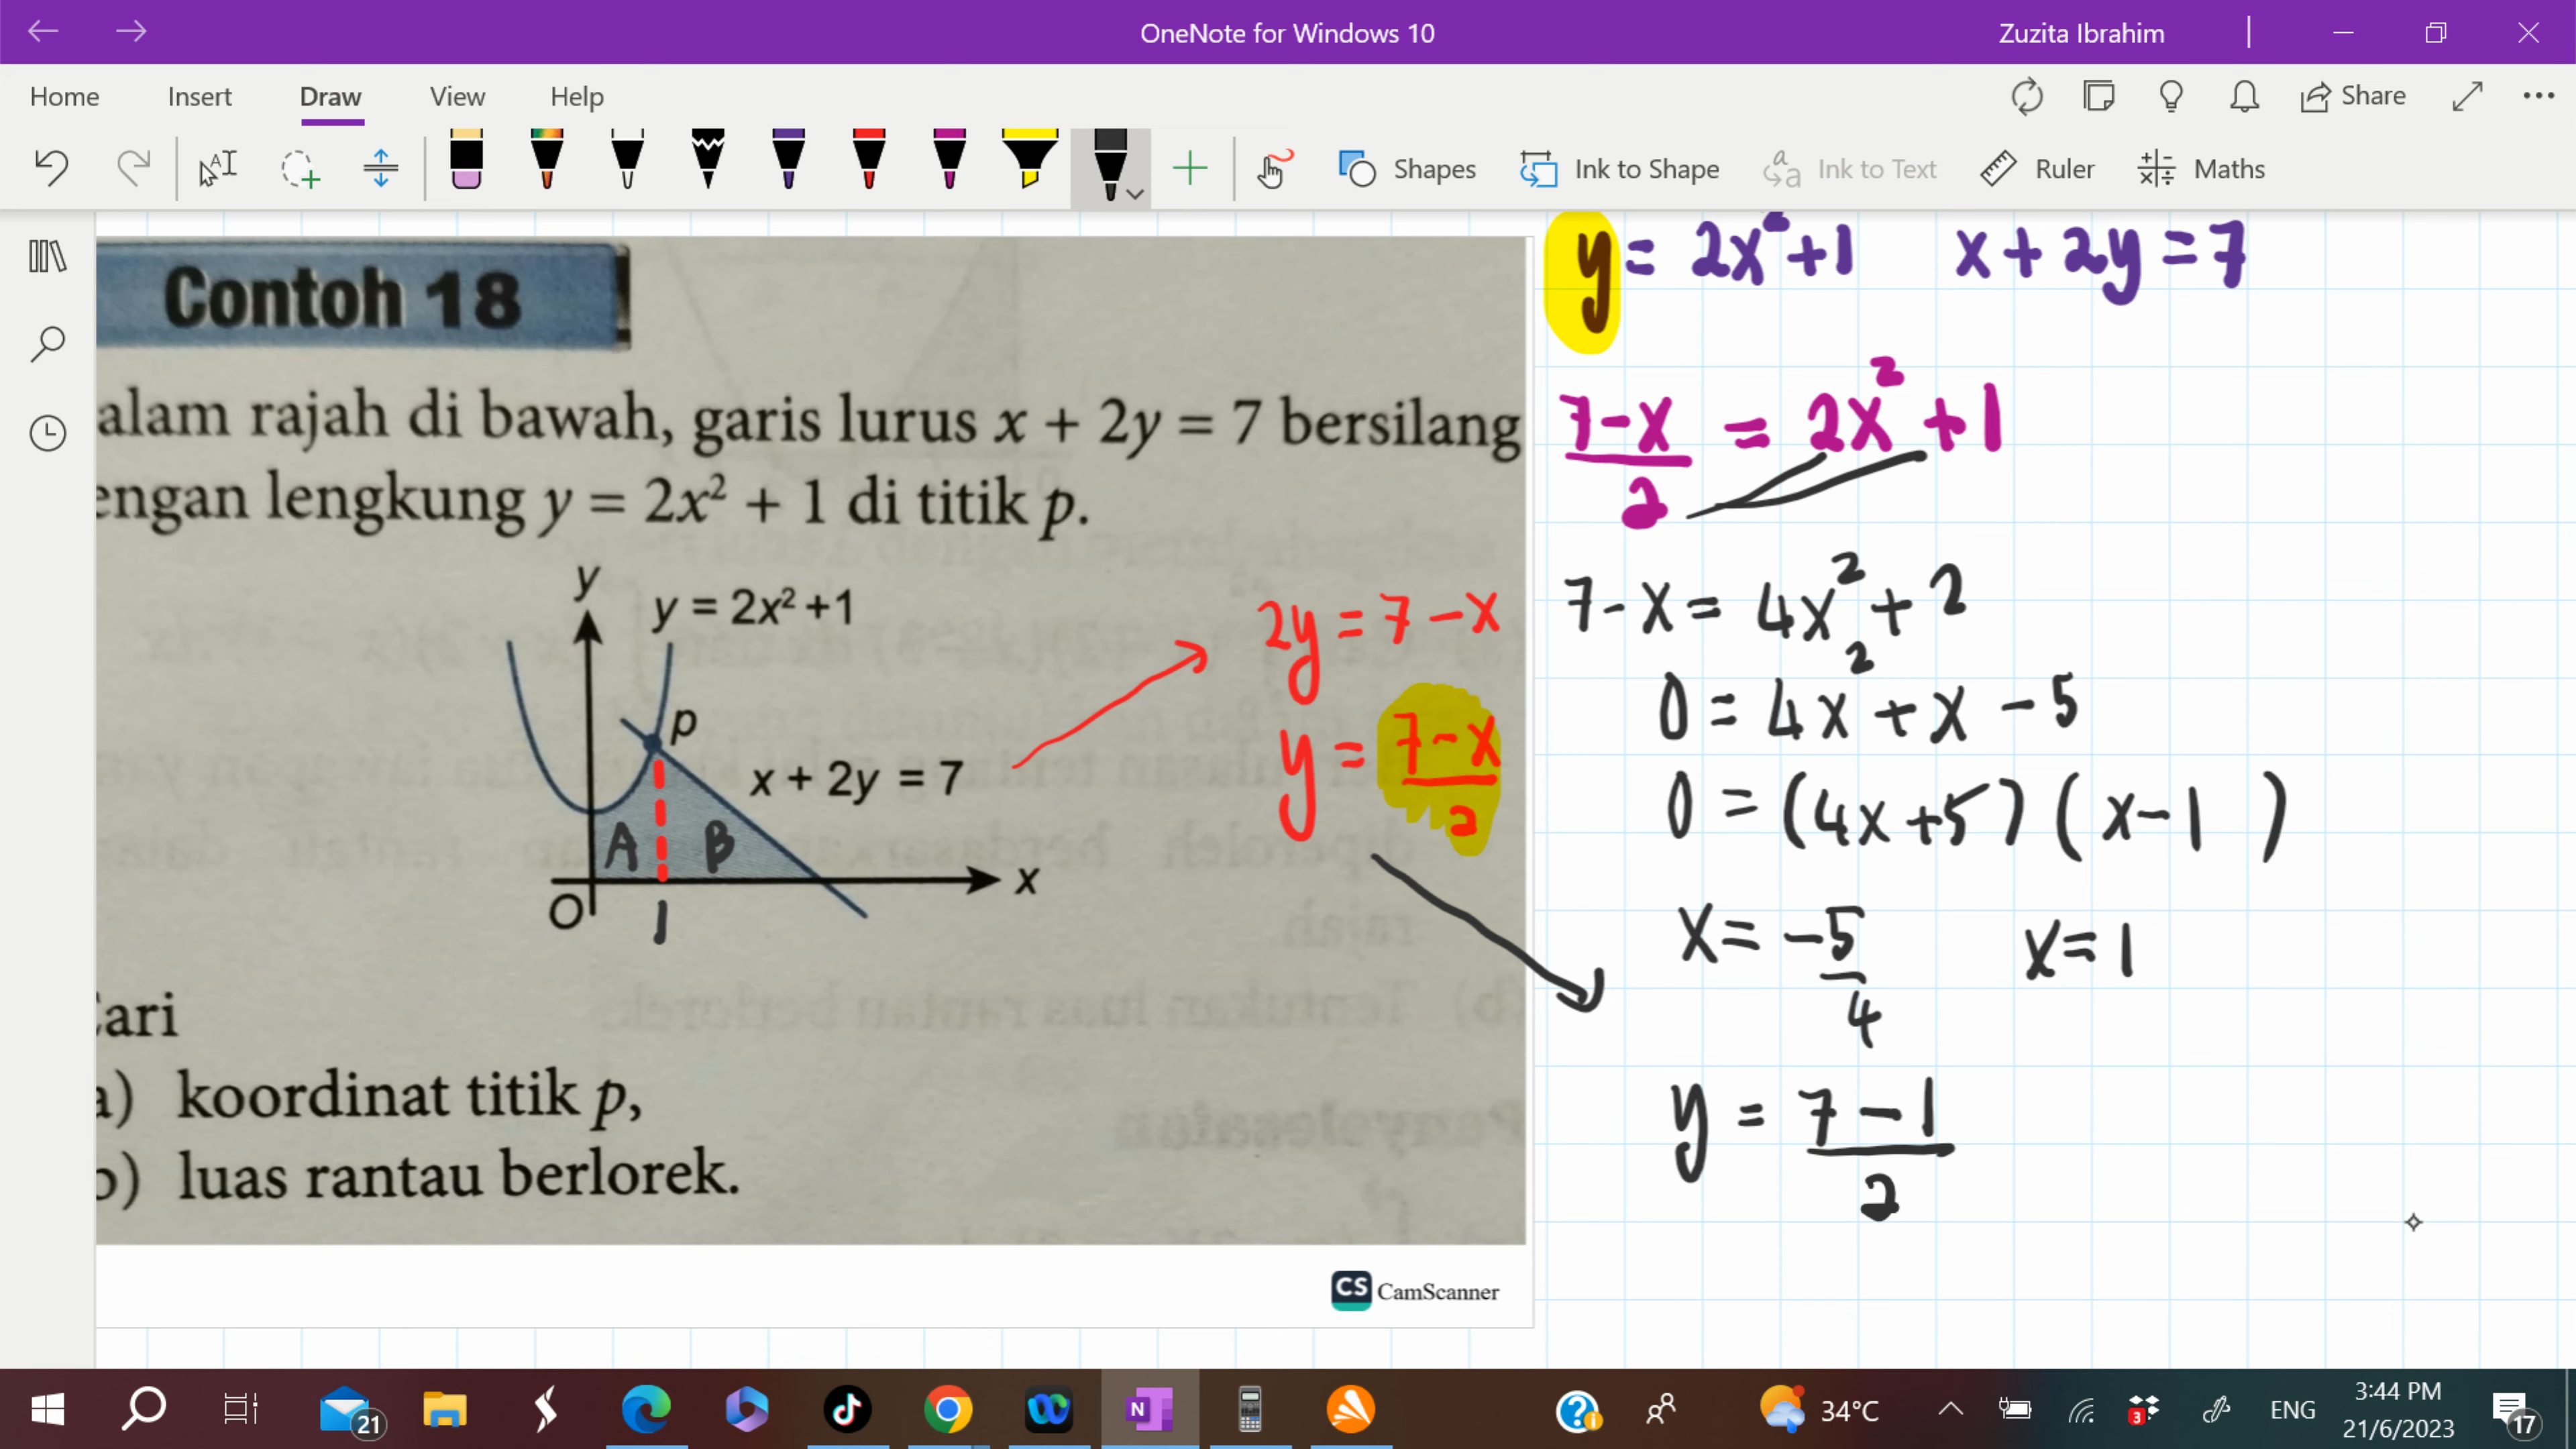 OneNote for Windows 10
Zuzita Ibrahim
Home Insert Draw View Help
Share
Shapes
Ink to Shape
Ink to Text
Ruler
Maths
Contoh 18
alam rajah di bawah, garis lurus x + 2y = 7 bersilang
engan lengkung y = 2x² + 1 di titik p.
y
y = 2x² +1
p
x + 2y = 7
A
B
x
O
1
2y = 7 - x
y = 7 - x
2
ari
a) koordinat titik p,
b) luas rantau berlorek.
CS CamScanner
y = 2x² + 1 x + 2y = 7
7 - x = 2x² + 1
2
7 - x = 4x² + 2
0 = 4x² + x - 5
0 = (4x + 5) (x - 1 )
x = -5 x = 1
4
y = 7 - 1
2
21
34°C
3
ENG
3:44 PM
21/6/2023
17